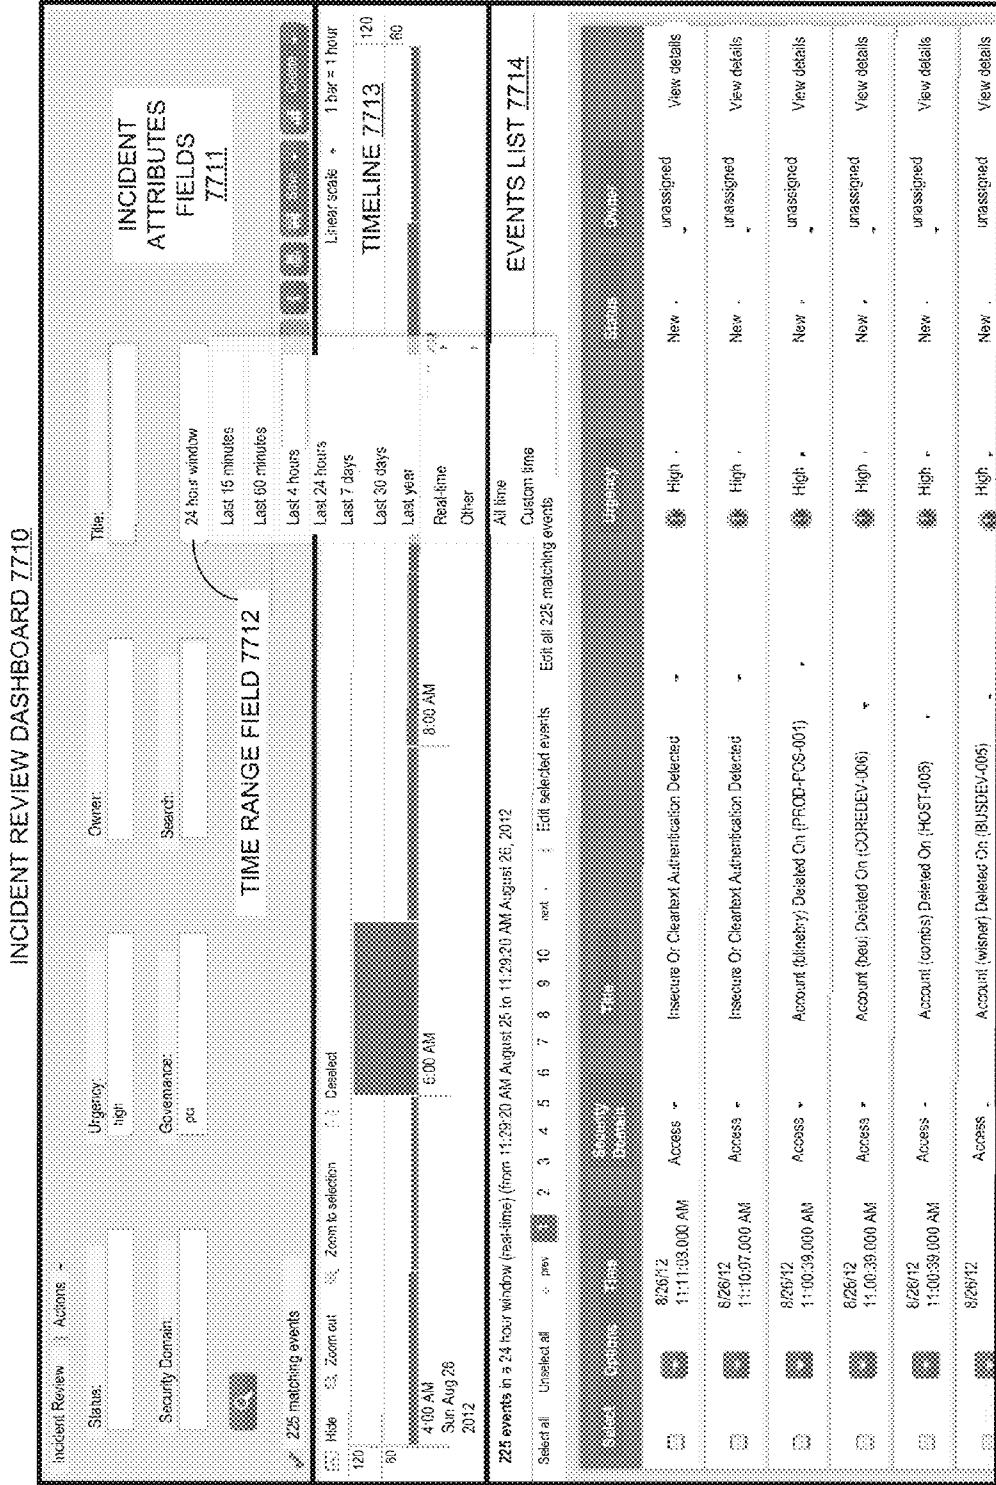 INCIDENT REVIEW DASHBOARD 7710
Incident Review | Actions
Status:
Urgency:
high
Owner:
Title:
Security Domain:
Governance:
pci
Search:
INCIDENT
ATTRIBUTES
FIELDS
7711
24 hour window
Last 15 minutes
Last 60 minutes
Last 4 hours
Last 24 hours
Last 7 days
Last 30 days
Last year
Real-time
Other
All time
Custom time
TIME RANGE FIELD 7712
225 matching events
Hide Zoom out Zoom to selection Deselect
Linear scale 1 bar = 1 hour
120
60
120
60
TIMELINE 7713
4:00 AM
Sun Aug 26
2012
6:00 AM
8:00 AM
225 events in a 24 hour window (real-time) (from 11:29:20 AM August 25 to 11:29:20 AM August 26, 2012
EVENTS LIST 7714
Select all Unselect all « prev 1 2 3 4 5 6 7 8 9 10 next | Edit selected events Edit all 225 matching events
Select Options Time Security Domain Title Urgency Status Owner
8/26/12
11:11:03.000 AM Access Insecure Or Cleartext Authentication Detected High New unassigned View details
8/26/12
11:10:07.000 AM Access Insecure Or Cleartext Authentication Detected High New unassigned View details
8/26/12
11:00:39.000 AM Access Account (blinebry) Deleted On (PROD-POS-001) High New unassigned View details
8/26/12
11:00:39.000 AM Access Account (beu) Deleted On (COREDEV-006) High New unassigned View details
8/26/12
11:00:39.000 AM Access Account (combs) Deleted On (HOST-005) High New unassigned View details
8/26/12 Access Account (wisner) Deleted On (BUSDEV-005) High New unassigned View details